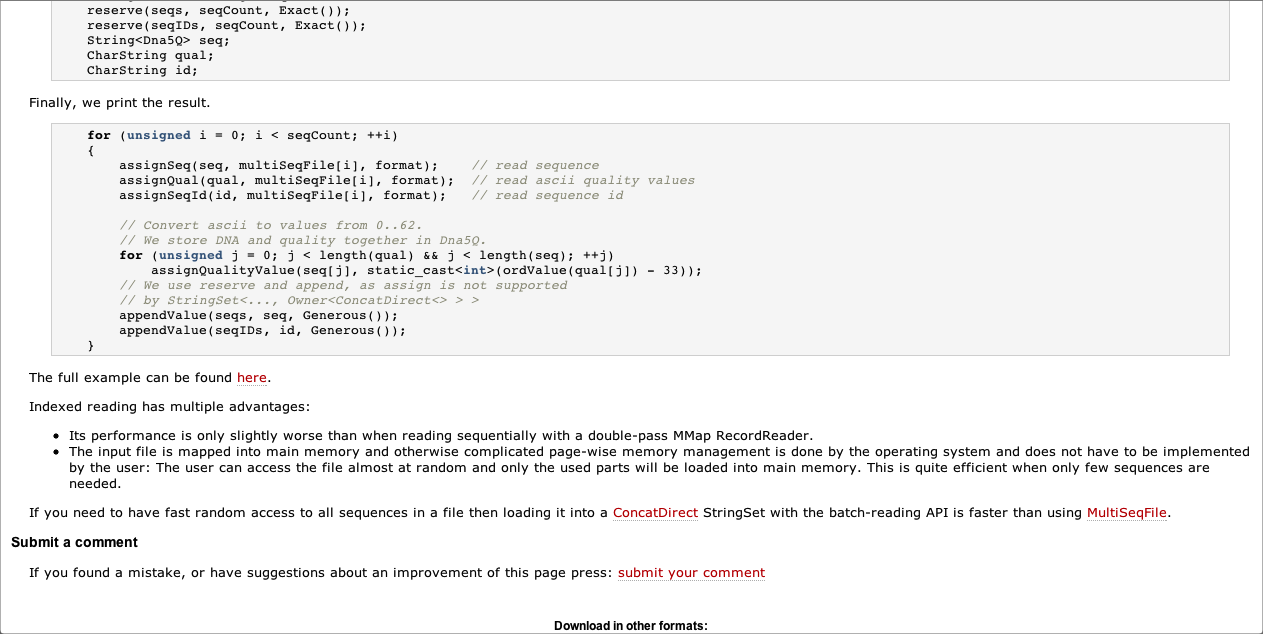 reserve(seqs, seqCount, Exact());
reserve(seqIDs, seqCount, Exact());
String<Dna5Q> seq;
CharString qual;
CharString id;
Finally, we print the result.
for (unsigned i = 0; i < seqCount; ++i)
{
assignSeq(seq, multiSeqFile[i], format);    // read sequence
assignQual(qual, multiSeqFile[i], format);  // read ascii quality values
assignSeqId(id, multiSeqFile[i], format);   // read sequence id
// Convert ascii to values from 0..62.
// We store DNA and quality together in Dna5Q.
for (unsigned j = 0; j < length(qual) && j < length(seq); ++j)
assignQualityValue(seq[j], static_cast<int>(ordValue(qual[j]) - 33));
// We use reserve and append, as assign is not supported
// by StringSet<..., Owner<ConcatDirect<> > >
appendValue(seqs, seq, Generous());
appendValue(seqIDs, id, Generous());
}
The full example can be found here.
Indexed reading has multiple advantages:
• Its performance is only slightly worse than when reading sequentially with a double-pass MMap RecordReader.
• The input file is mapped into main memory and otherwise complicated page-wise memory management is done by the operating system and does not have to be implemented
by the user: The user can access the file almost at random and only the used parts will be loaded into main memory. This is quite efficient when only few sequences are
needed.
If you need to have fast random access to all sequences in a file then loading it into a ConcatDirect StringSet with the batch-reading API is faster than using MultiSeqFile.
Submit a comment
If you found a mistake, or have suggestions about an improvement of this page press: submit your comment
Download in other formats: